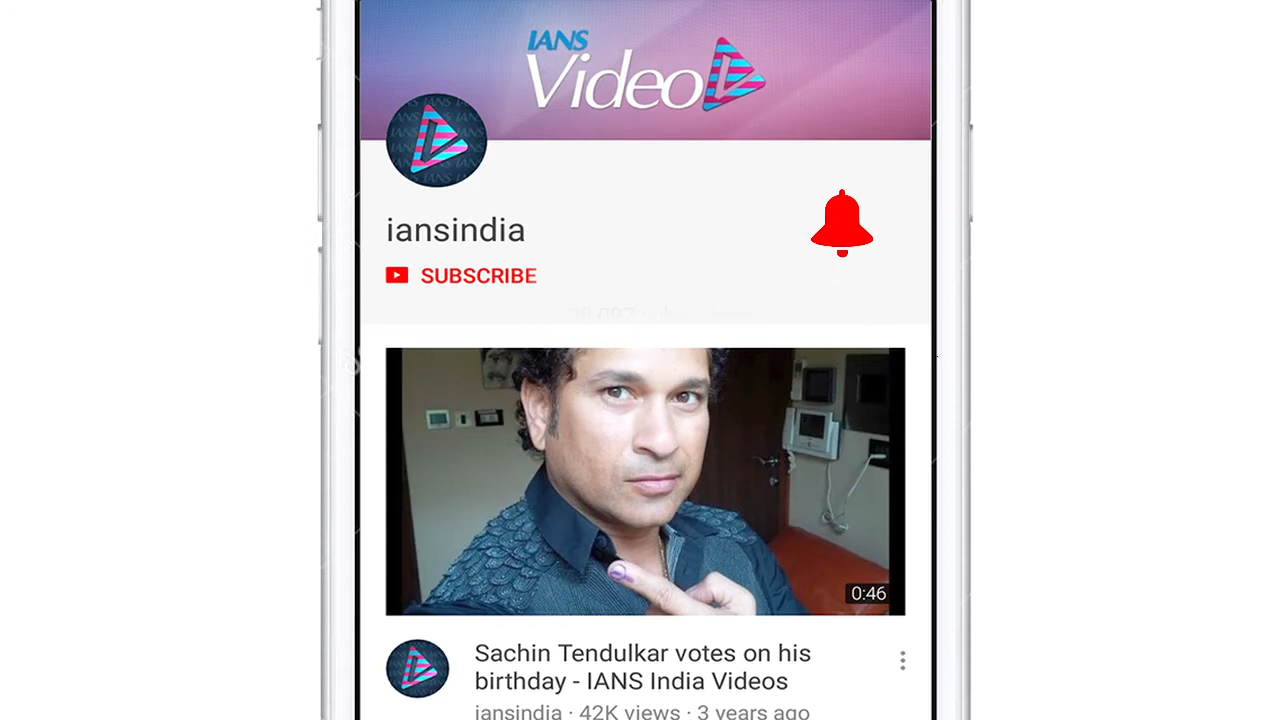 IANS
Video
iansindia
SUBSCRIBE
0:46
Sachin Tendulkar votes on his
birthday - IANS India Videos
iansindia · 42K views · 3 years ago